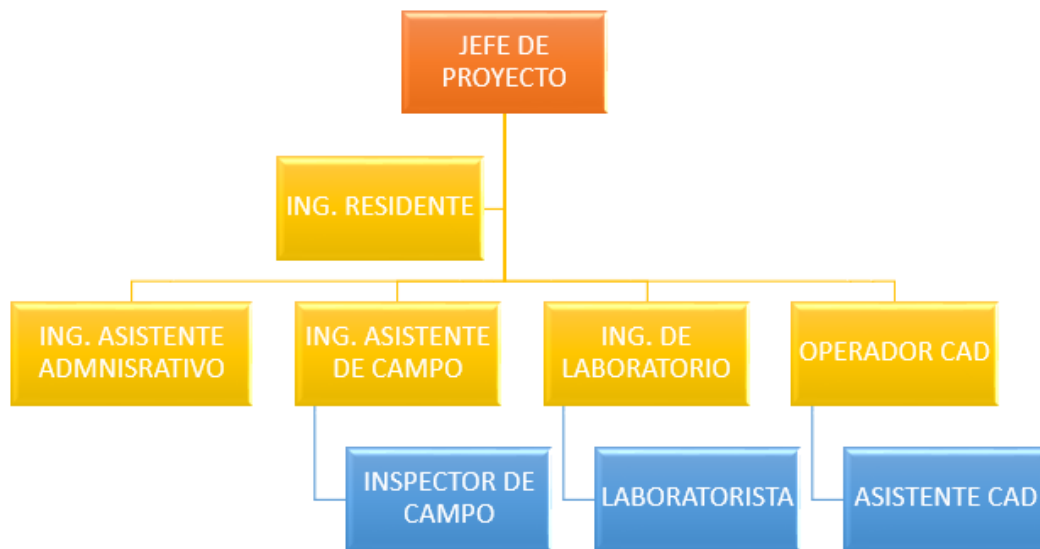 JEFE DE
PROYECTO
ING. RESIDENTE
ING. ASISTENTE
ADMNISRATIVO
ING. ASISTENTE
DE CAMPO
ING. DE
LABORATORIO
OPERADOR CAD
INSPECTOR DE
CAMPO
LABORATORISTA
ASISTENTE CAD